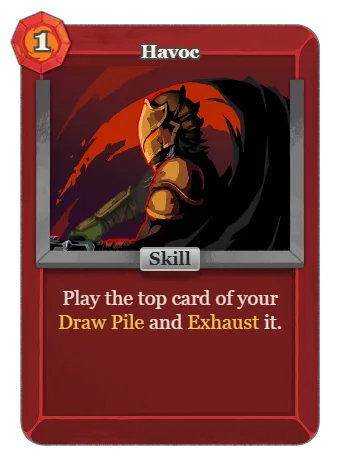 1
Havoc
Skill
Play the top card of your
Draw Pile and Exhaust it.